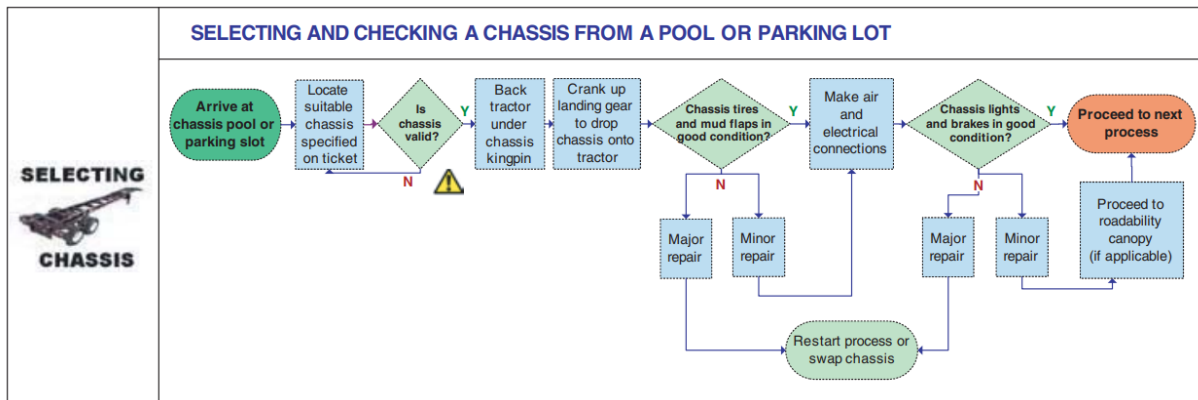 SELECTING AND CHECKING A CHASSIS FROM A POOL OR PARKING LOT
SELECTING
CHASSIS
Arrive at
chassis pool or
parking slot
Locate
suitable
chassis
specified
on ticket
Is
chassis
valid?
Y
N
Back
tractor
under
chassis
kingpin
Crank up
landing gear
to drop
chassis onto
tractor
Chassis tires
and mud flaps in
good condition?
Y
N
Major
repair
Minor
repair
Make air
and
electrical
connections
Chassis lights
and brakes in good
condition?
Y
N
Major
repair
Minor
repair
Proceed to
roadability
canopy
(if applicable)
Proceed to next
process
Restart process or
swap chassis